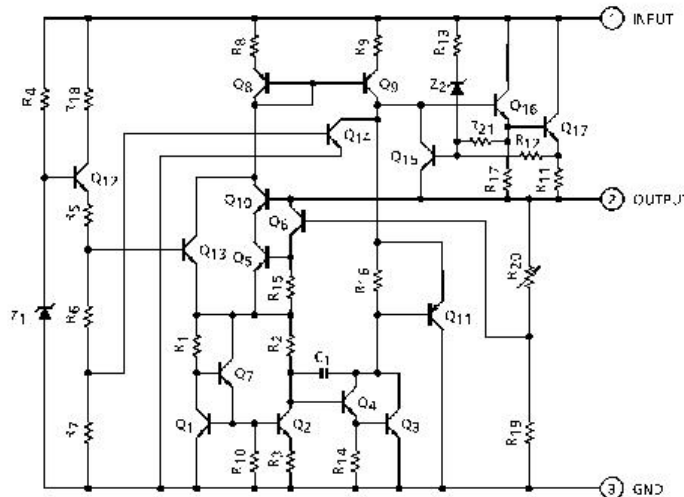 1 INPUT
R8
R9
R13
R4
R18
Q8
Q9
Z2
Q16
Q14
R21
R12
Q17
Q15
Q12
R17
R11
Q10
2 OUTPUT
R5
Q6
Q13
Q5
R20
R15
R16
R6
Z1
Q11
R1
R2
C1
Q7
Q4
R7
Q1
Q2
Q3
R19
R10
R3
R14
3 GND